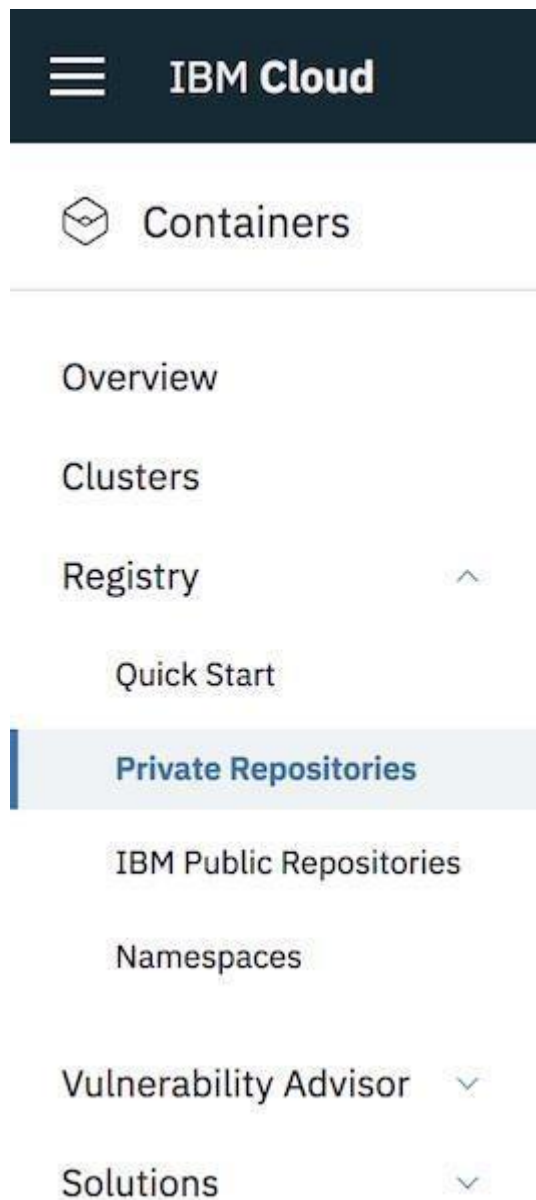 IBM Cloud
Containers
Overview
Clusters
Registry
Quick Start
Private Repositories
IBM Public Repositories
Namespaces
Vulnerability Advisor
Solutions